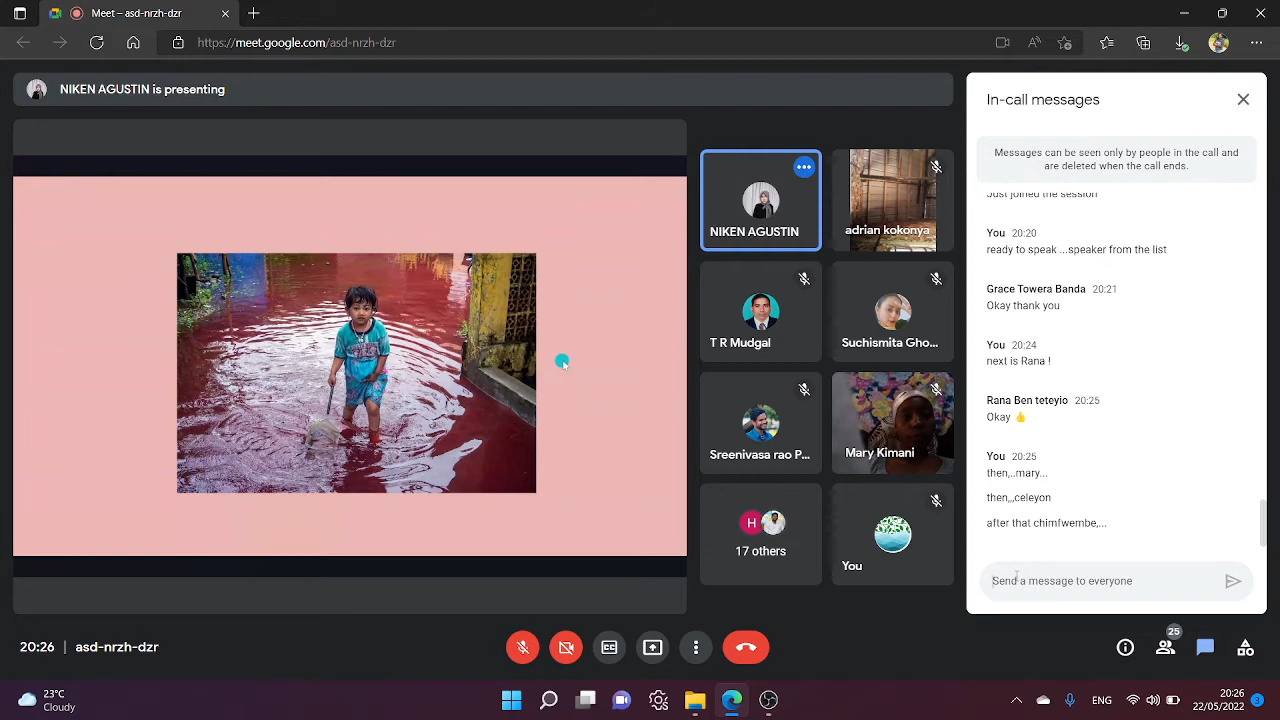 Meet – asd-nrzh-dzr
https://meet.google.com/asd-nrzh-dzr
NIKEN AGUSTIN is presenting
NIKEN AGUSTIN
adrian kokonya
T R Mudgal
Suchismita Gho...
Sreenivasa rao P...
Mary Kimani
H
17 others
You
In-call messages
Messages can be seen only by people in the call and
are deleted when the call ends.
Just joined the session
You 20:20
ready to speak ...speaker from the list
Grace Towera Banda 20:21
Okay thank you
You 20:24
next is Rana !
Rana Ben teteyio 20:25
Okay 👍
You 20:25
then,..mary...
then,,,celeyon
after that chimfwembe,...
Send a message to everyone
20:26 | asd-nrzh-dzr
CC
25
23°C
Cloudy
ENG
20:26
22/05/2022
3